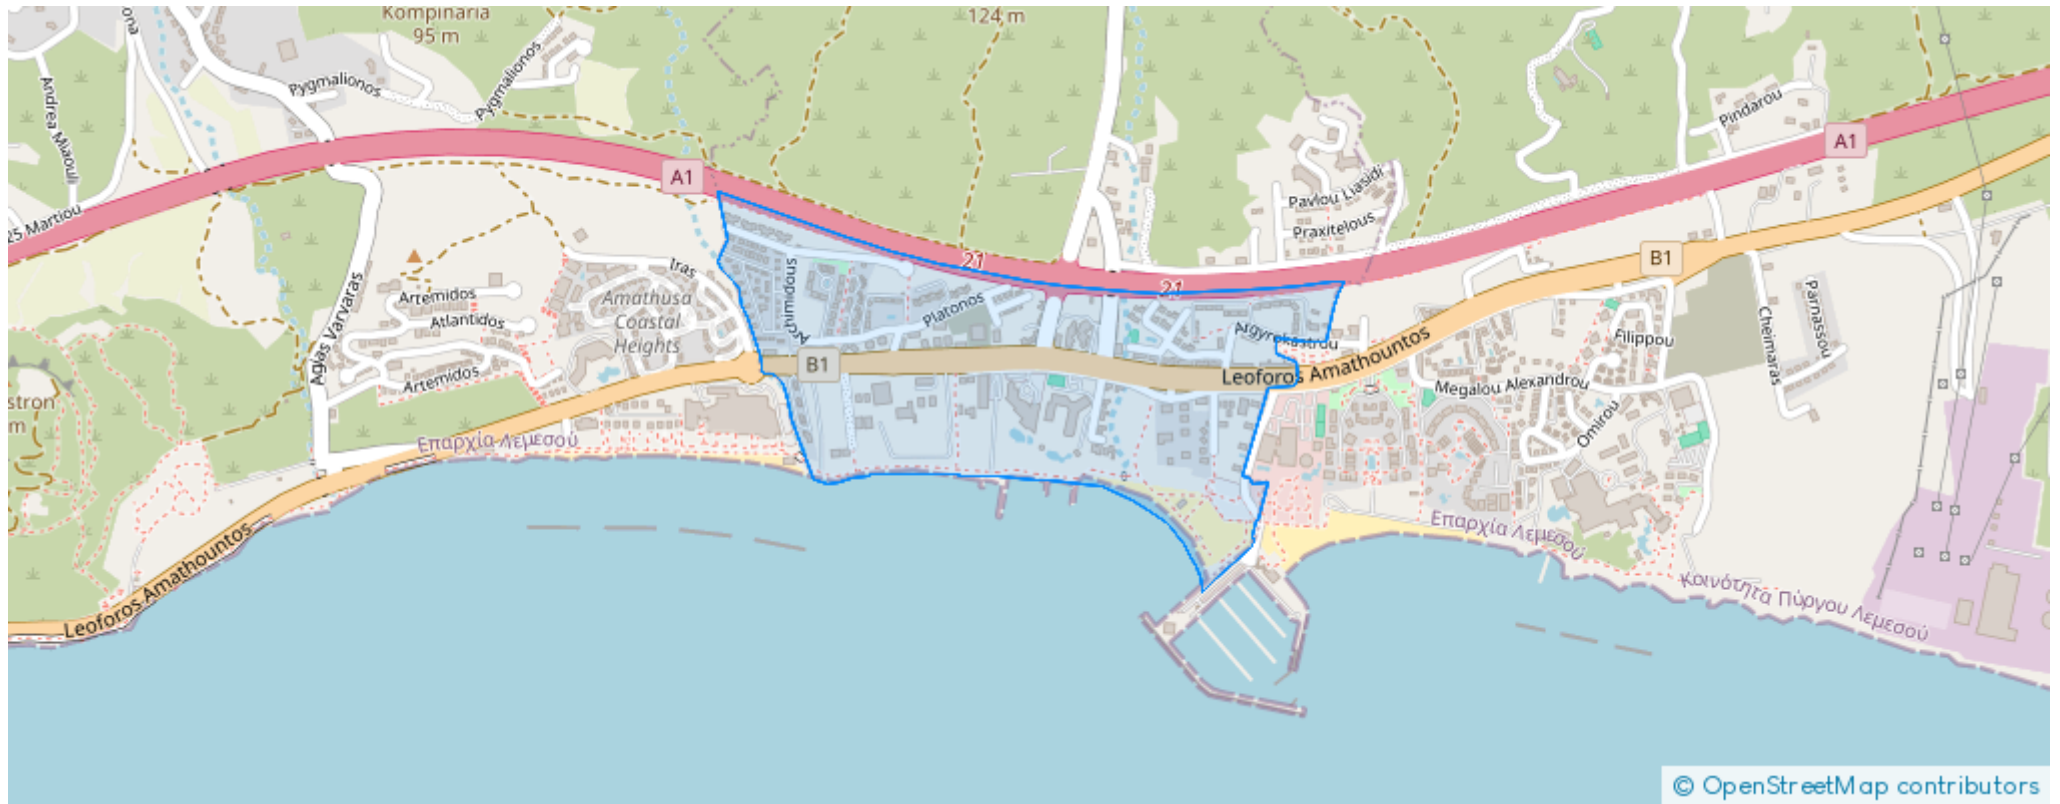 Kompinaria
95 m
124 m
ona
Pygmalionos
Pygmalionos
Andrea Miaouli
Pindarou
A1
A1
Pavlou Liasidi
Praxitelous
25 Martiou
21
21
B1
Iras
Archimidous
Artemidos
Amathusa
Coastal
Heights
Platonos
Atlantidos
Agias Varvaras
Argyrokastrou
Parnassou
Cheimaras
Filippou
B1
Leoforos Amathountos
Artemidos
Megalou Alexandrou
stron
m
Omirou
Επαρχία Λεμεσού
Επαρχία Λεμεσού
Leoforos Amathountos
Κοινότητα Πύργου Λεμεσού
© OpenStreetMap contributors